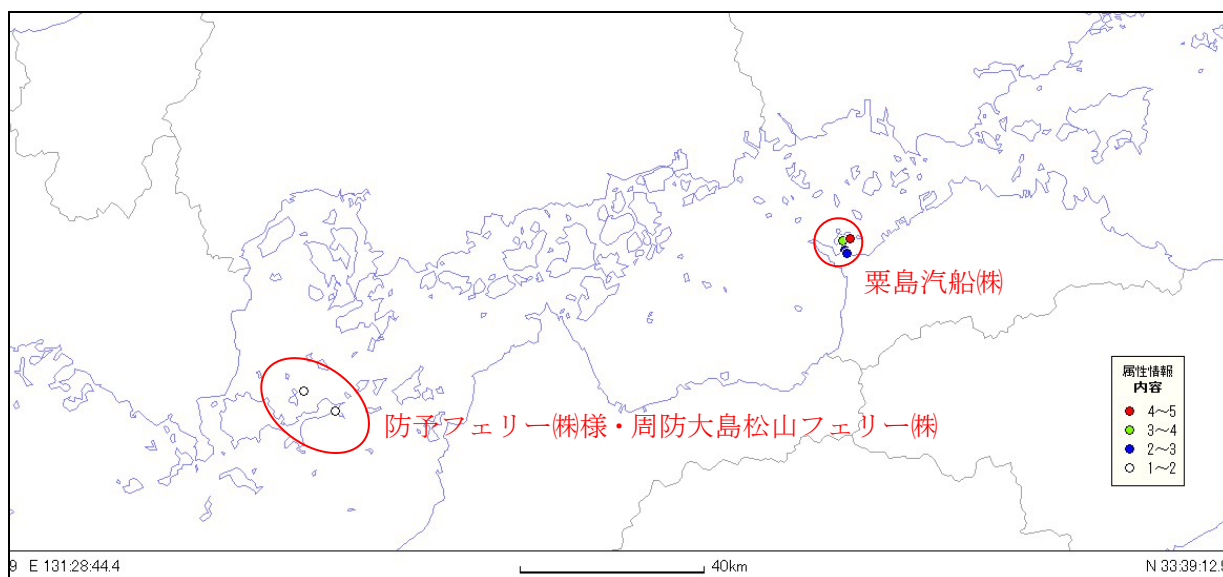 粟島汽船㈱
防予フェリー㈱様・周防大島松山フェリー㈱
属性情報
内容
4～5
3～4
2～3
1～2
9 E 131:28:44.4
40km
N 33:39:12.